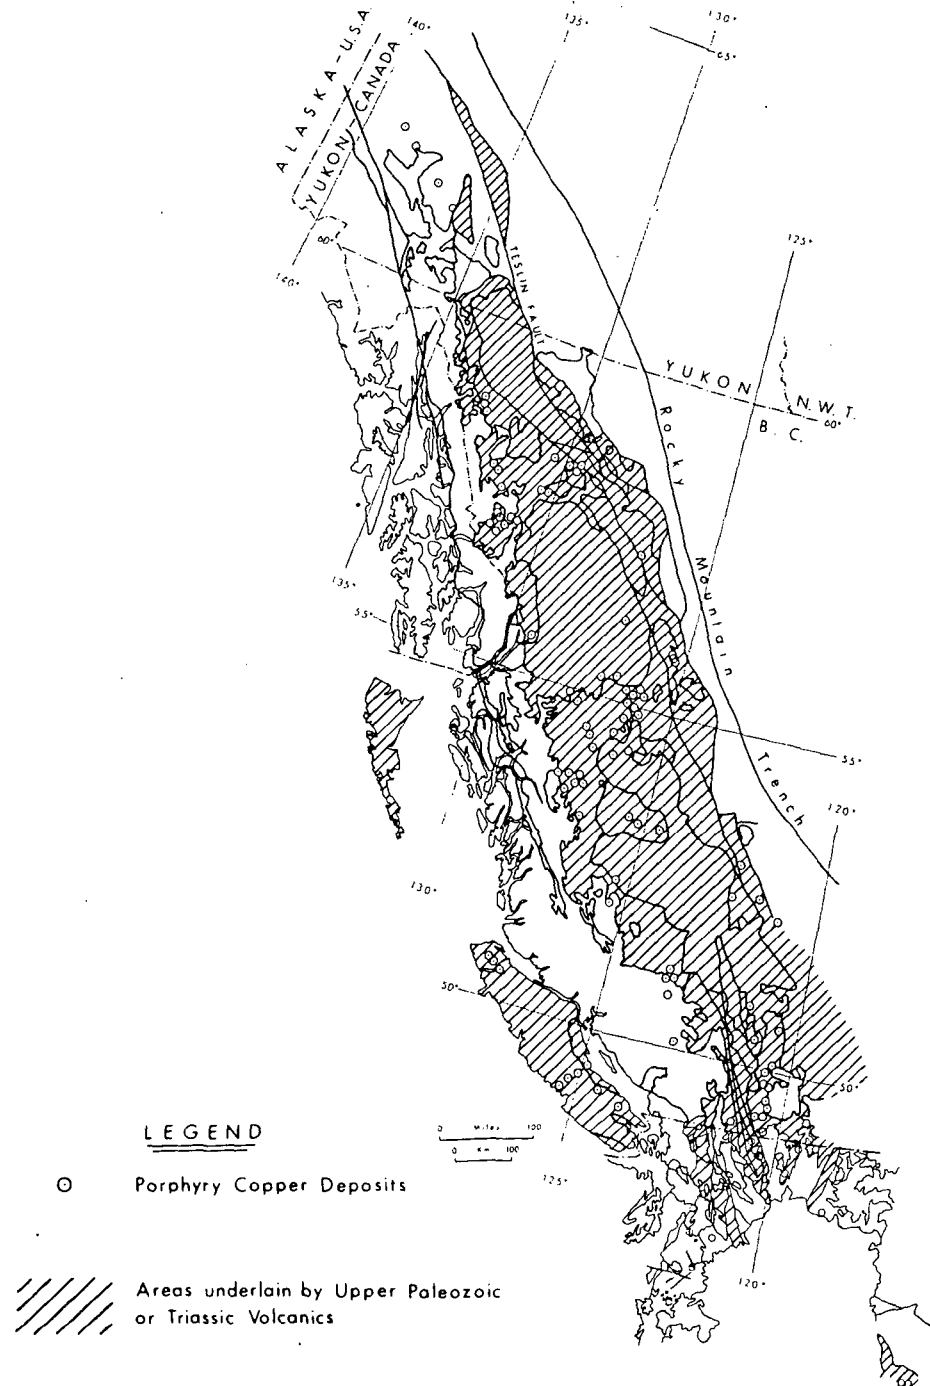 140°
135°
130°
65°
ALASKA - U.S.A
YUKON - CANADA
60°
140°
125°
TESLIN FAULT
YUKON
N.W.T.
60°
B. C.
Rocky
Mountain
Trench
135°
55°
55°
120°
130°
50°
50°
LEGEND
0 Miles 100
0 Km 100
125°
Porphyry Copper Deposits
120°
Areas underlain by Upper Paleozoic
or Triassic Volcanics